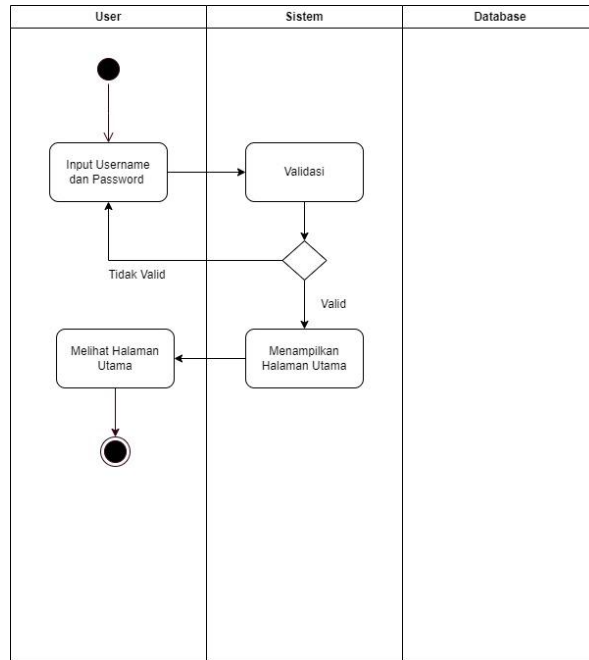 User
Sistem
Database
Input Username
dan Password
Validasi
Tidak Valid
Valid
Melihat Halaman
Utama
Menampilkan
Halaman Utama